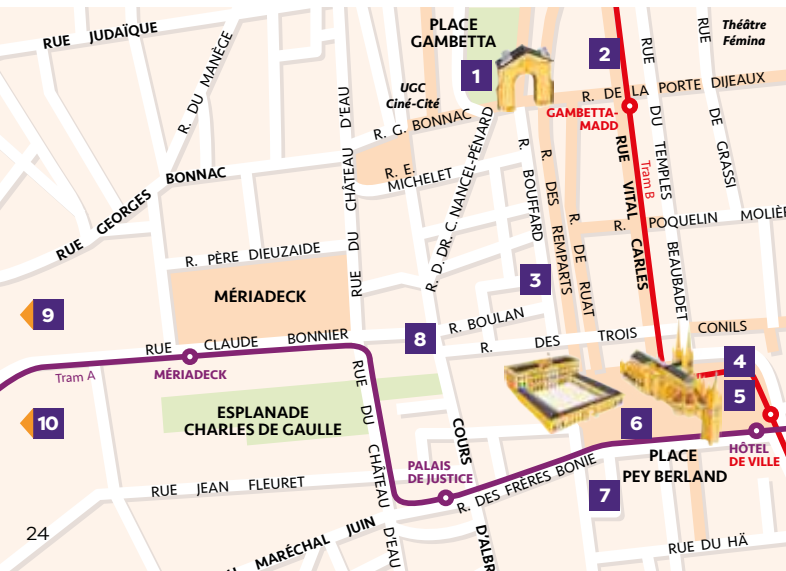 RUE JUDAÏQUE
R. DU MANÈGE
PLACE
GAMBETTA
1
2
RUE DU TEMPLES
RUE DE GRASSI
Théâtre
Fémina
UGC
Ciné-Cité
R. DE LA PORTE DIJEAUX
GAMBETTA-
MADD
R. G. BONNAC
RUE GEORGES BONNAC
R. E.
MICHELET
RUE DU CHÂTEAU D'EAU
R. D. DR. C. NANCEL-PÉNARD
R. BOUFFARD
R. DES REMPARTS
R. DE RUAT
RUE VITAL CARLES
Tram B
BEAUBADET
R. POQUELIN MOLIÈR
R. PÈRE DIEUZAIDE
MÉRIADECK
3
9
8
R. BOULAN
R. DES TROIS CONILS
RUE CLAUDE BONNIER
Tram A
MÉRIADECK
4
5
10
ESPLANADE
CHARLES DE GAULLE
RUE DU CHÂTEAU D'EAU
COURS D'ALBR
6
PLACE
PEY BERLAND
HÔTEL
DE VILLE
PALAIS
DE JUSTICE
R. DES FRÈRES BONIE
7
RUE JEAN FLEURET
24
MARÉCHAL JUIN
RUE DU HÂ